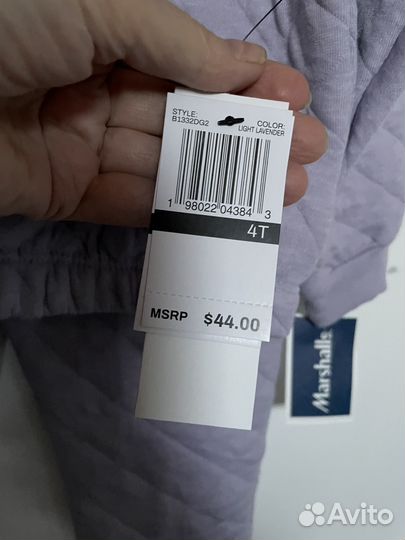 STYLE: COLOR:
B1332DG2 LIGHT LAVENDER
1 98022 04384 3
4T
MSRP $44.00
Marshalls
Avito